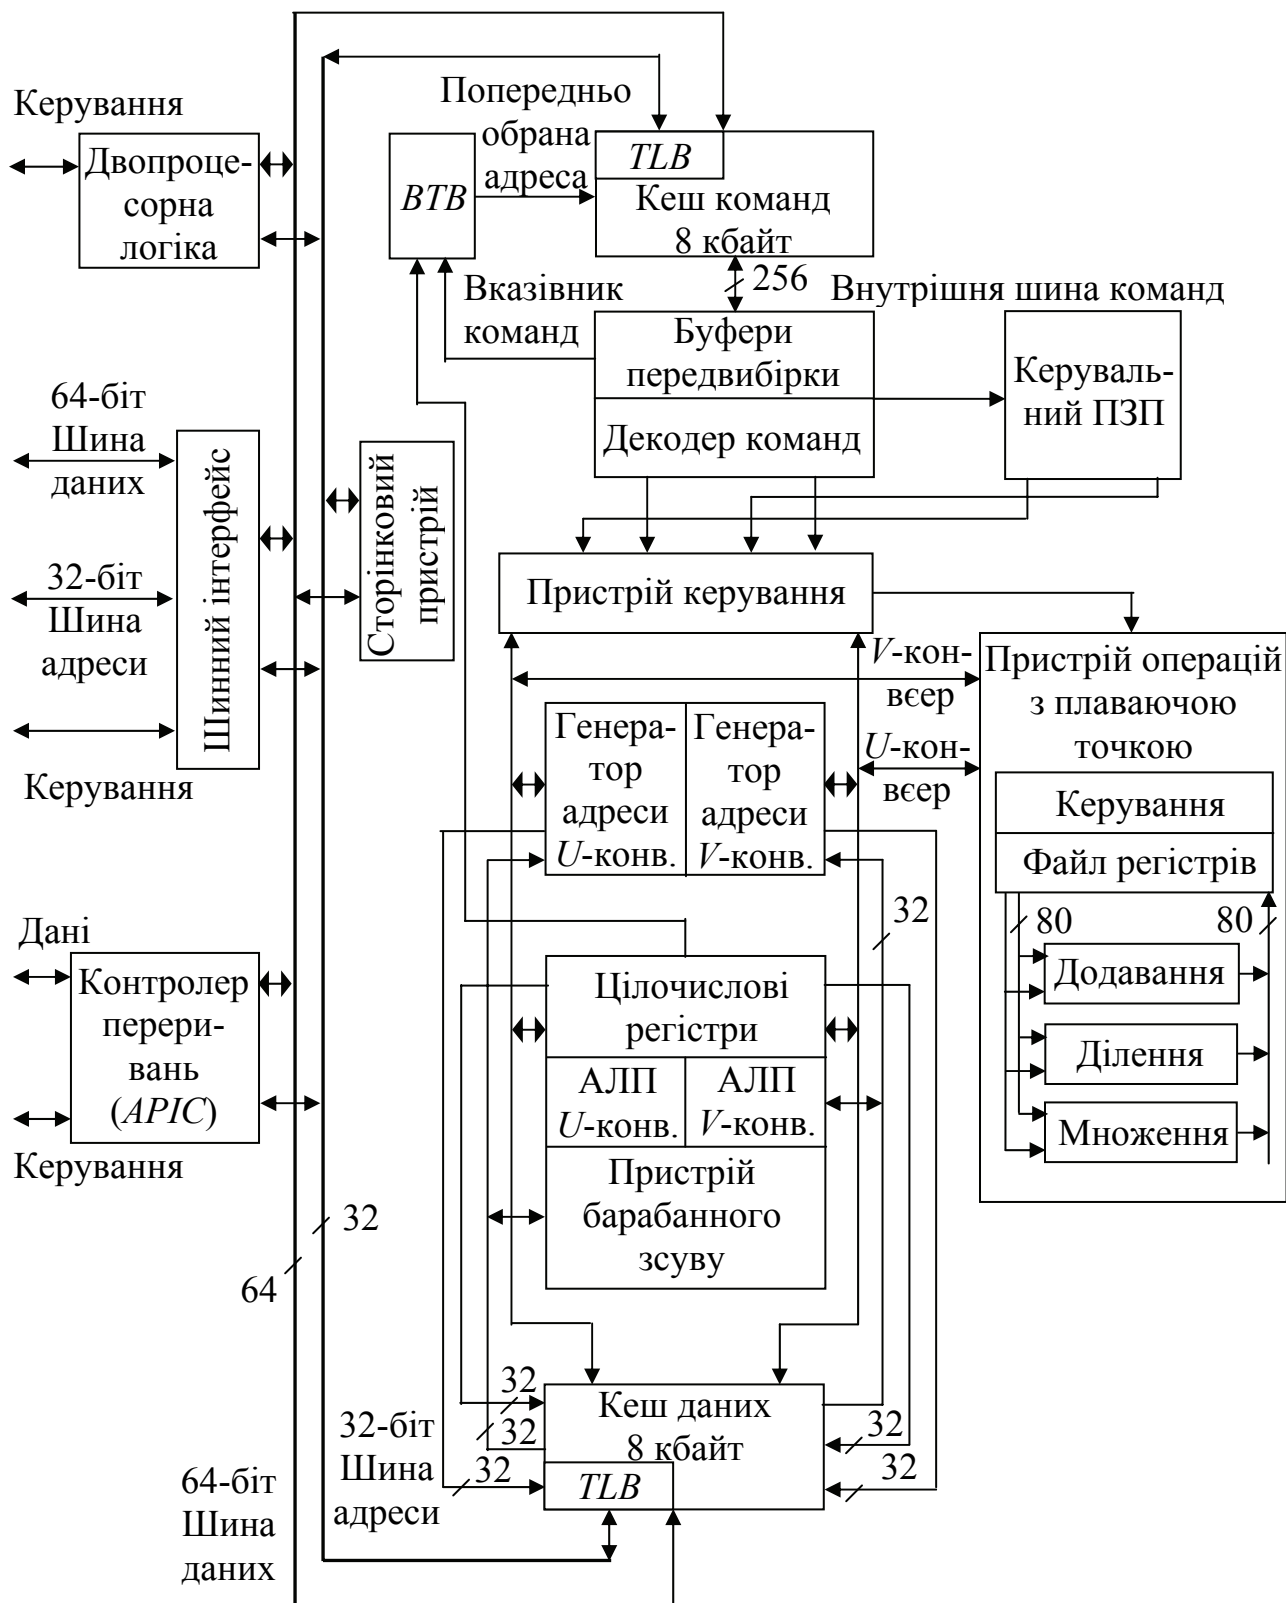 Керування
Двопроце-
сорна
логіка
Попередньо
обрана
адреса
BTB
TLB
Кеш команд
8 кбайт
256
Вказівник
команд
Внутрішня шина команд
Буфери
передвибірки
Декодер команд
Керуваль-
ний ПЗП
64-біт
Шина
даних
32-біт
Шина
адреси
Керування
Шинний інтерфейс
Сторінковий
пристрій
Пристрій керування
V-кон-
вєер
U-кон-
вєер
Пристрій операцій
з плаваючою
точкою
Керування
Файл регістрів
80
80
Додавання
Ділення
Множення
Генера-
тор
адреси
U-конв.
Генера-
тор
адреси
V-конв.
32
Дані
Контролер
перери-
вань
(APIC)
Керування
Цілочислові
регістри
АЛП
U-конв.
АЛП
V-конв.
Пристрій
барабанного
зсуву
32
64
32
32
32
Кеш даних
8 кбайт
TLB
32
32
32-біт
Шина
адреси
64-біт
Шина
даних